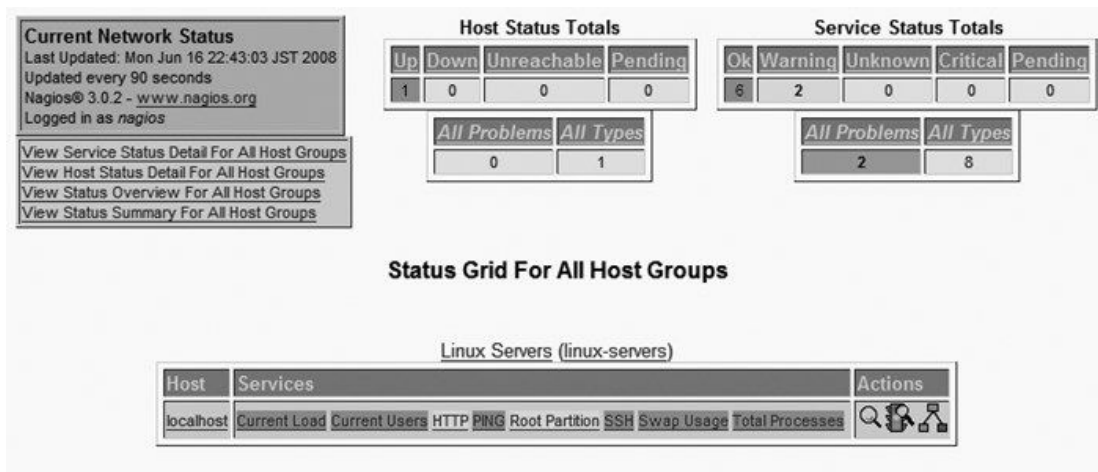 Current Network Status
Last Updated: Mon Jun 16 22:43:03 JST 2008
Updated every 90 seconds
Nagios® 3.0.2 - www.nagios.org
Logged in as nagios
View Service Status Detail For All Host Groups
View Host Status Detail For All Host Groups
View Status Overview For All Host Groups
View Status Summary For All Host Groups
Host Status Totals
Up Down Unreachable Pending
1 0 0 0
All Problems All Types
0 1
Service Status Totals
Ok Warning Unknown Critical Pending
6 2 0 0 0
All Problems All Types
2 8
Status Grid For All Host Groups
Linux Servers (linux-servers)
Host Services Actions
localhost Current Load Current Users HTTP PING Root Partition SSH Swap Usage Total Processes